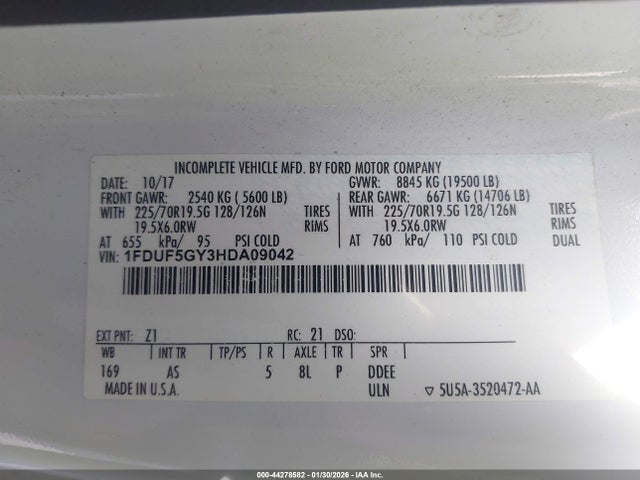 INCOMPLETE VEHICLE MFD. BY FORD MOTOR COMPANY
DATE: 10/17 GVWR: 8845 KG (19500 LB)
FRONT GAWR: 2540 KG ( 5600 LB) REAR GAWR: 6671 KG (14706 LB)
WITH 225/70R19.5G 128/126N TIRES WITH 225/70R19.5G 128/126N TIRES
19.5X6.0RW RIMS 19.5X6.0RW RIMS
AT 655 kPa/ 95 PSI COLD AT 760 kPa/ 110 PSI COLD DUAL
VIN: 1FDUF5GY3HDA09042
EXT PNT: Z1 RC: 21 DSO:
WB INT TR TP/PS R AXLE TR SPR
169 AS 5 8L P DDEE
MADE IN U.S.A. ULN ▽ 5U5A-3520472-AA
000-44278582 - 01/30/2026 - IAA Inc.